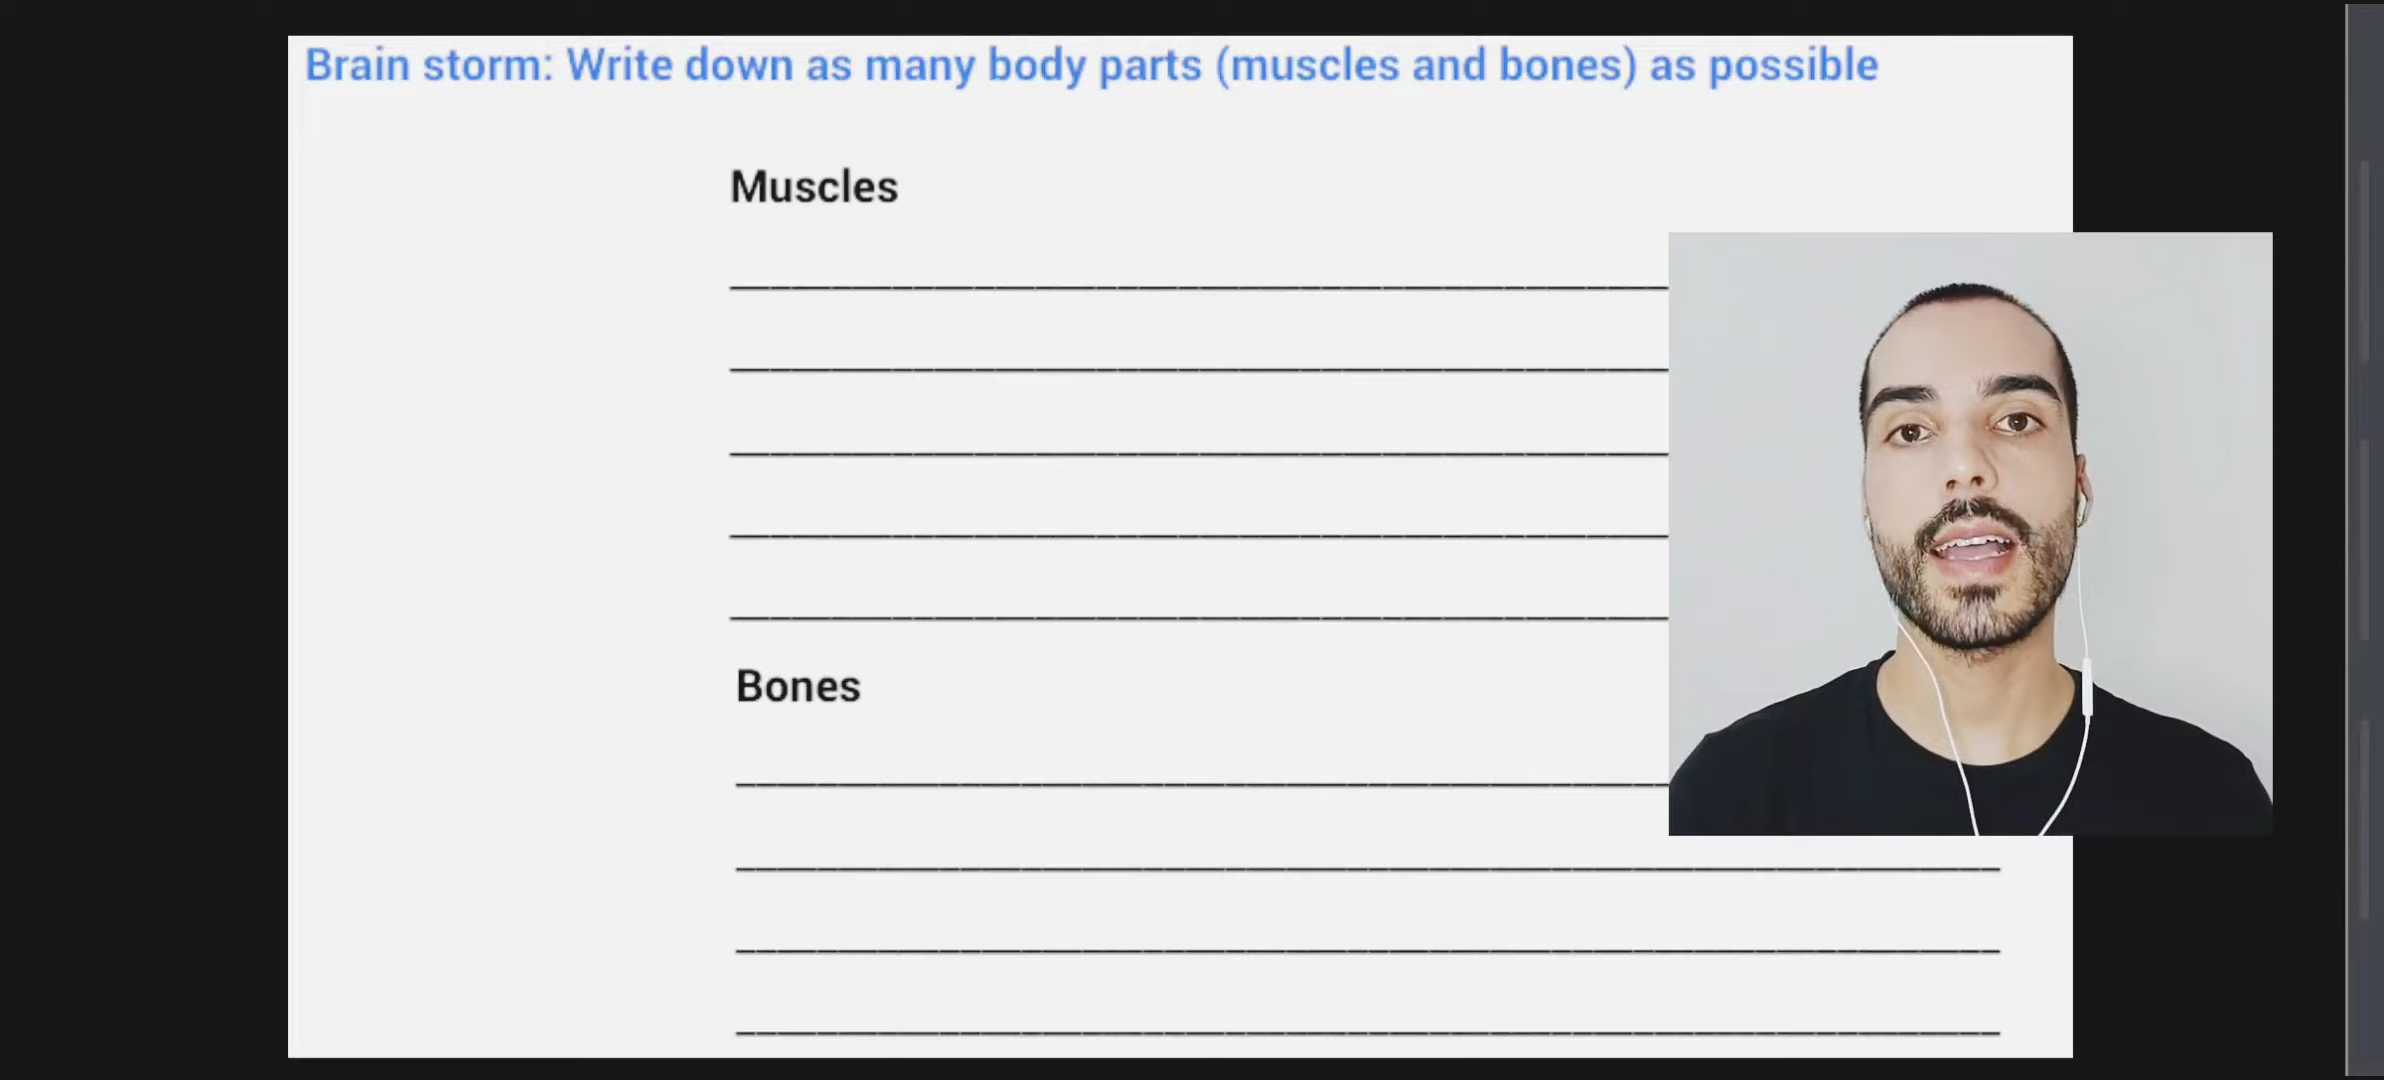 Brain storm: Write down as many body parts (muscles and bones) as possible
Muscles
Bones